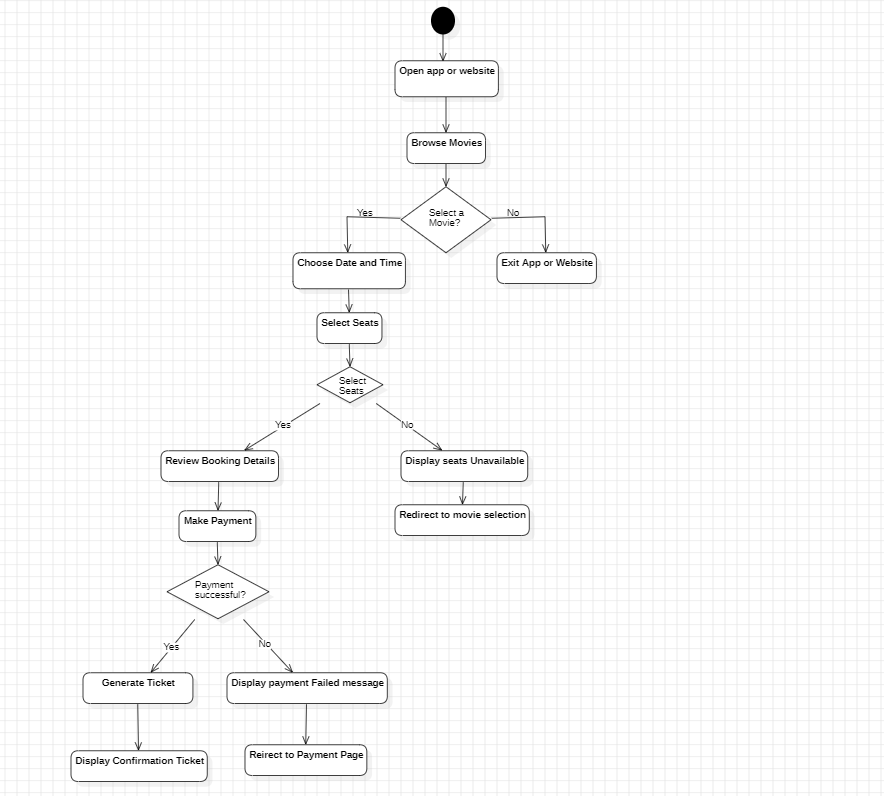 Open app or website
Browse Movies
Select a
Movie?
Yes
No
Choose Date and Time
Exit App or Website
Select Seats
Select
Seats
Yes
No
Review Booking Details
Display seats Unavailable
Make Payment
Redirect to movie selection
Payment
successful?
Yes
No
Generate Ticket
Display payment Failed message
Display Confirmation Ticket
Reirect to Payment Page